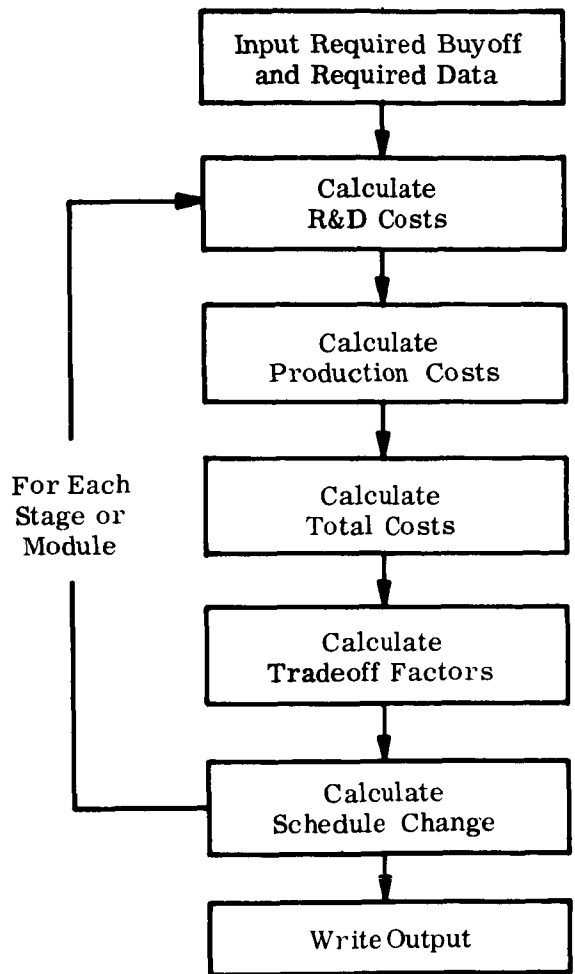 Input Required Buyoff
and Required Data
Calculate
R&D Costs
Calculate
Production Costs
Calculate
Total Costs
For Each
Stage or
Module
Calculate
Tradeoff Factors
Calculate
Schedule Change
Write Output